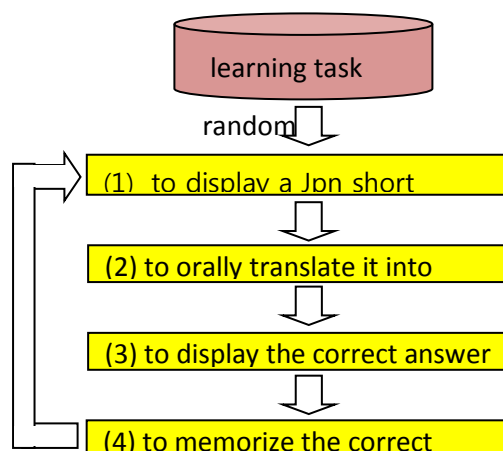 learning task
random
(1) to display a Jpn short
(2) to orally translate it into
(3) to display the correct answer
(4) to memorize the correct